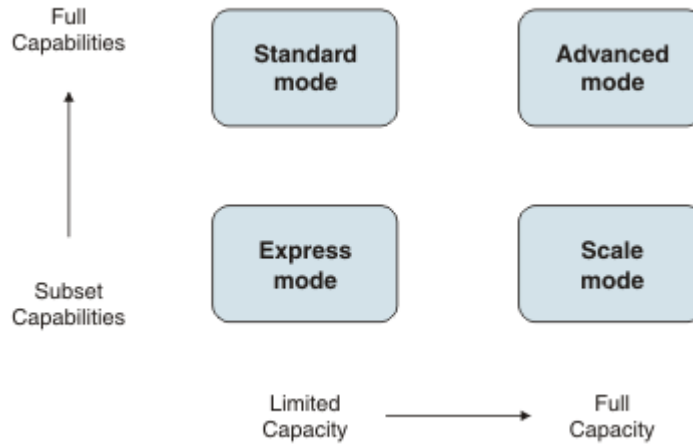 Full
Capabilities
Standard
mode
Advanced
mode
Express
mode
Scale
mode
Subset
Capabilities
Limited
Capacity
Full
Capacity